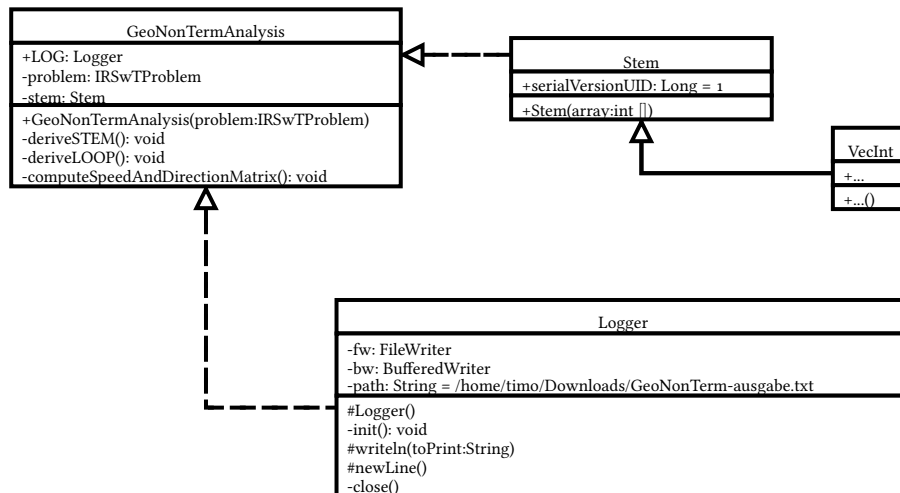 GeoNonTermAnalysis
+LOG: Logger
-problem: IRSwTProblem
-stem: Stem
+GeoNonTermAnalysis(problem:IRSwTProblem)
-deriveSTEM(): void
-deriveLOOP(): void
-computeSpeedAndDirectionMatrix(): void
Stem
+serialVersionUID: Long = 1
+Stem(array:int [])
VecInt
+...
+...()
Logger
-fw: FileWriter
-bw: BufferedWriter
-path: String = /home/timo/Downloads/GeoNonTerm-ausgabe.txt
#Logger()
-init(): void
#writeln(toPrint:String)
#newLine()
-close()